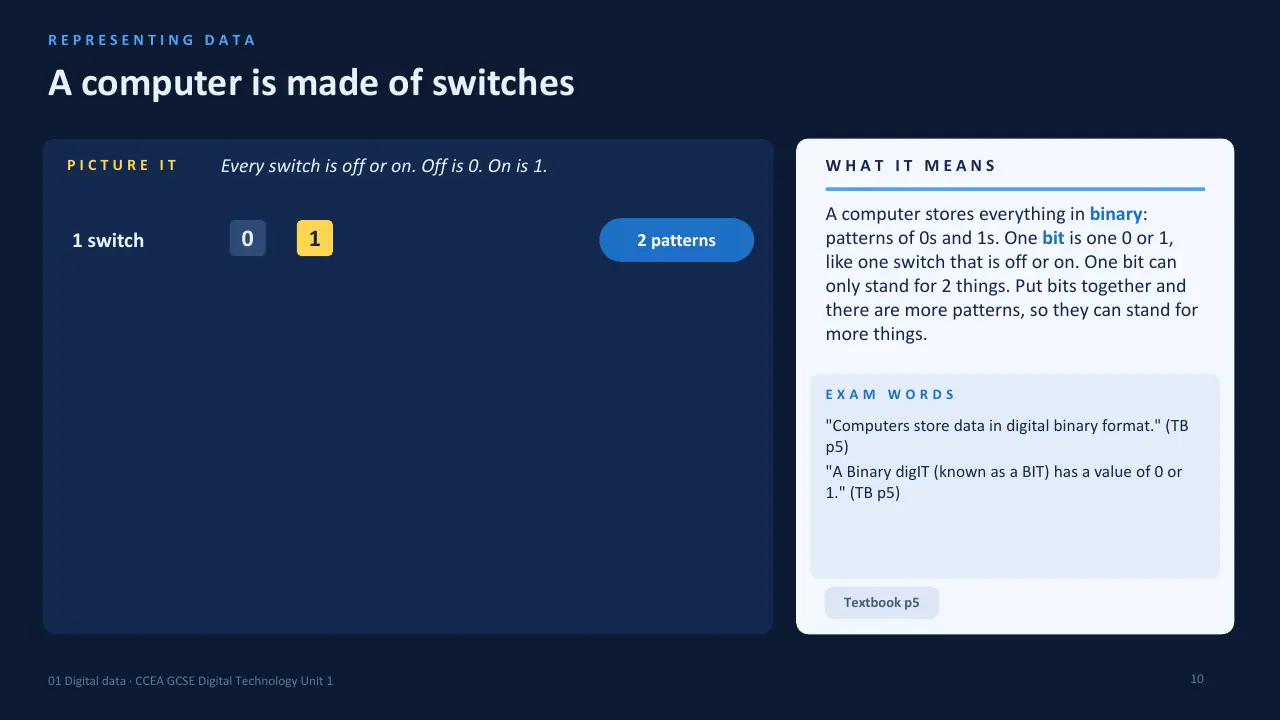 REPRESENTING DATA
A computer is made of switches
PICTURE IT
Every switch is off or on. Off is 0. On is 1.
1 switch
0
1
2 patterns
WHAT IT MEANS
A computer stores everything in binary:
patterns of 0s and 1s. One bit is one 0 or 1,
like one switch that is off or on. One bit can
only stand for 2 things. Put bits together and
there are more patterns, so they can stand for
more things.
EXAM WORDS
"Computers store data in digital binary format." (TB
p5)
"A Binary digIT (known as a BIT) has a value of 0 or
1." (TB p5)
Textbook p5
01 Digital data · CCEA GCSE Digital Technology Unit 1
10